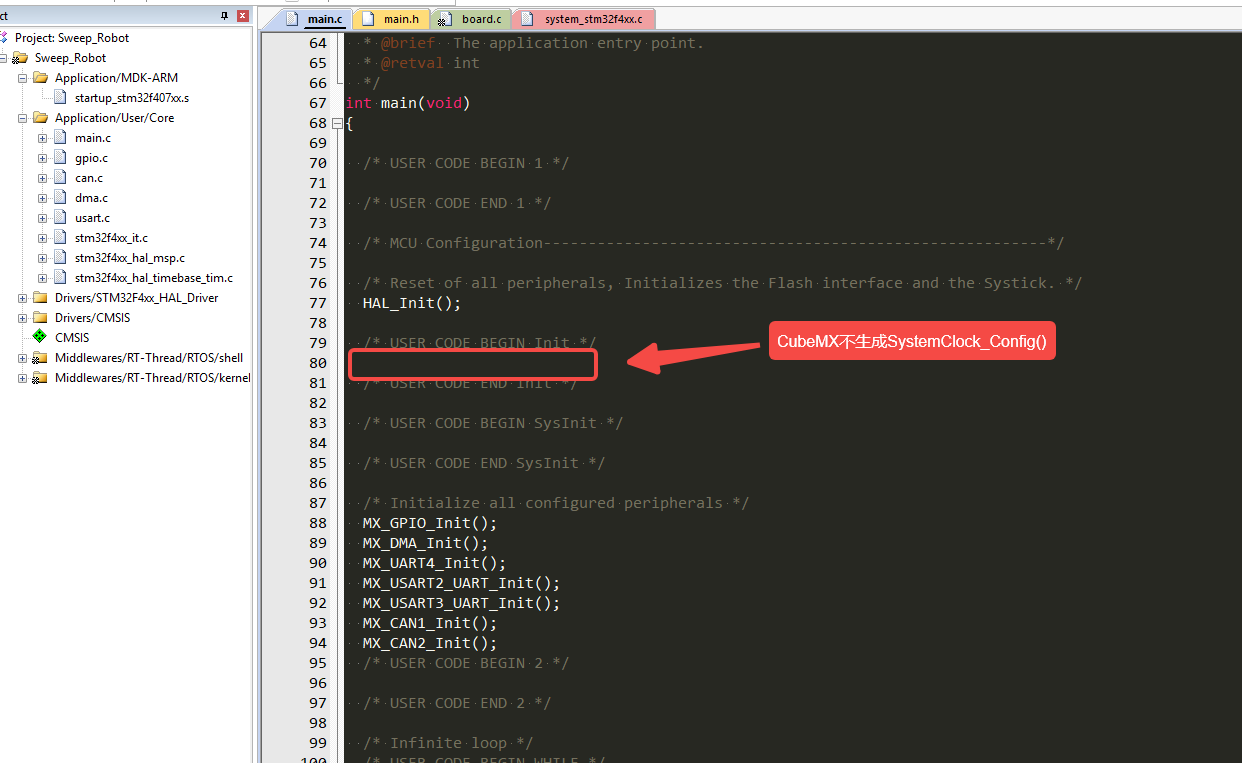 ct
main.c
main.h
board.c
system_stm32f4xx.c
Project: Sweep_Robot
Sweep_Robot
Application/MDK-ARM
startup_stm32f407xx.s
Application/User/Core
main.c
gpio.c
can.c
dma.c
usart.c
stm32f4xx_it.c
stm32f4xx_hal_msp.c
stm32f4xx_hal_timebase_tim.c
Drivers/STM32F4xx_HAL_Driver
Drivers/CMSIS
CMSIS
Middlewares/RT-Thread/RTOS/shell
Middlewares/RT-Thread/RTOS/kernel
64 * @brief The application entry point.
65 * @retval int
66 */
67 int main(void)
68 {
69
70 /* USER CODE BEGIN 1 */
71
72 /* USER CODE END 1 */
73
74 /* MCU Configuration--------------------------------------------------------*/
75
76 /* Reset of all peripherals, Initializes the Flash interface and the Systick. */
77 HAL_Init();
78
79 /* USER CODE BEGIN Init */
80
81 /* USER CODE END Init */
82
83 /* USER CODE BEGIN SysInit */
84
85 /* USER CODE END SysInit */
86
87 /* Initialize all configured peripherals */
88 MX_GPIO_Init();
89 MX_DMA_Init();
90 MX_UART4_Init();
91 MX_USART2_UART_Init();
92 MX_USART3_UART_Init();
93 MX_CAN1_Init();
94 MX_CAN2_Init();
95 /* USER CODE BEGIN 2 */
96
97 /* USER CODE END 2 */
98
99 /* Infinite loop */
100 /* USER CODE BEGIN WHILE */
CubeMX不生成SystemClock_Config()